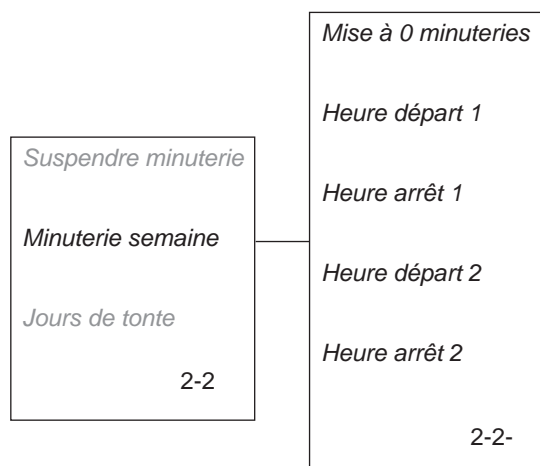 Suspendre minuterie
Minuterie semaine
Jours de tonte
2-2
Mise à 0 minuteries
Heure départ 1
Heure arrêt 1
Heure départ 2
Heure arrêt 2
2-2-